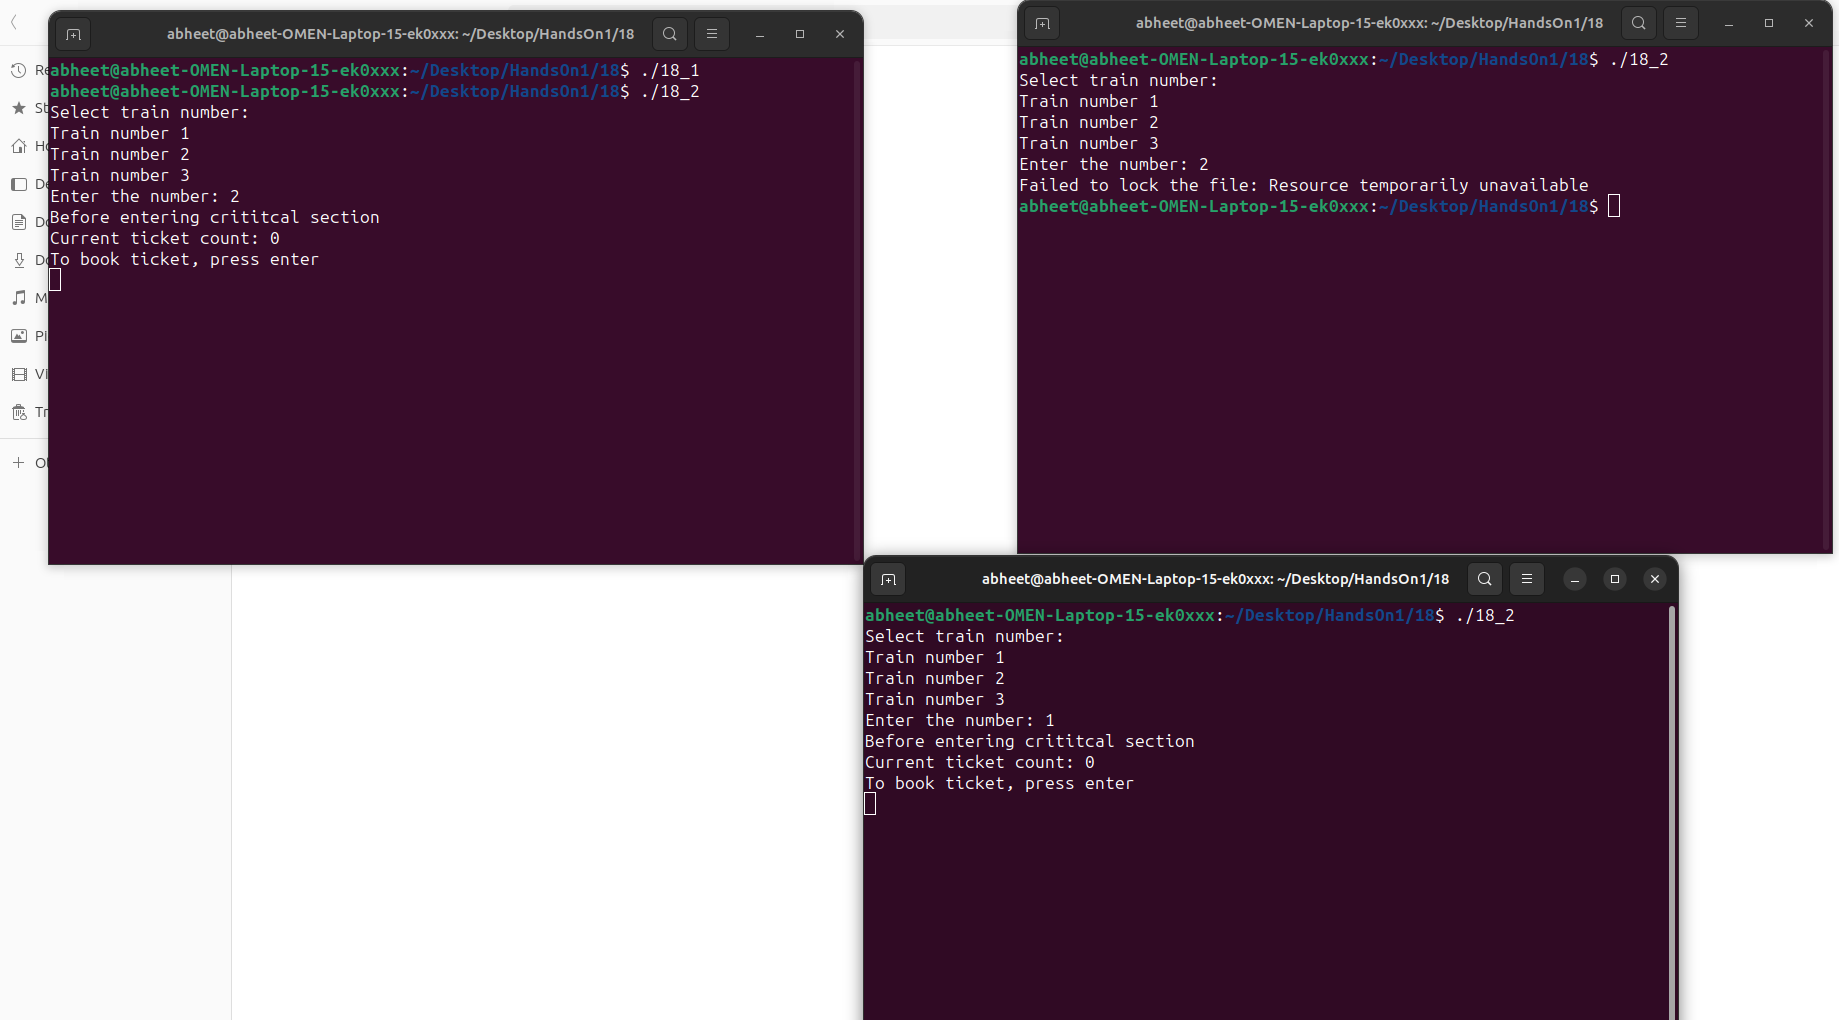 abheet@abheet-OMEN-Laptop-15-ek0xxx: ~/Desktop/HandsOn1/18
abheet@abheet-OMEN-Laptop-15-ek0xxx:~/Desktop/HandsOn1/18$ ./18_1
abheet@abheet-OMEN-Laptop-15-ek0xxx:~/Desktop/HandsOn1/18$ ./18_2
Select train number:
Train number 1
Train number 2
Train number 3
Enter the number: 2
Before entering crititcal section
Current ticket count: 0
To book ticket, press enter
abheet@abheet-OMEN-Laptop-15-ek0xxx: ~/Desktop/HandsOn1/18
abheet@abheet-OMEN-Laptop-15-ek0xxx:~/Desktop/HandsOn1/18$ ./18_2
Select train number:
Train number 1
Train number 2
Train number 3
Enter the number: 2
Failed to lock the file: Resource temporarily unavailable
abheet@abheet-OMEN-Laptop-15-ek0xxx:~/Desktop/HandsOn1/18$
abheet@abheet-OMEN-Laptop-15-ek0xxx: ~/Desktop/HandsOn1/18
abheet@abheet-OMEN-Laptop-15-ek0xxx:~/Desktop/HandsOn1/18$ ./18_2
Select train number:
Train number 1
Train number 2
Train number 3
Enter the number: 1
Before entering crititcal section
Current ticket count: 0
To book ticket, press enter